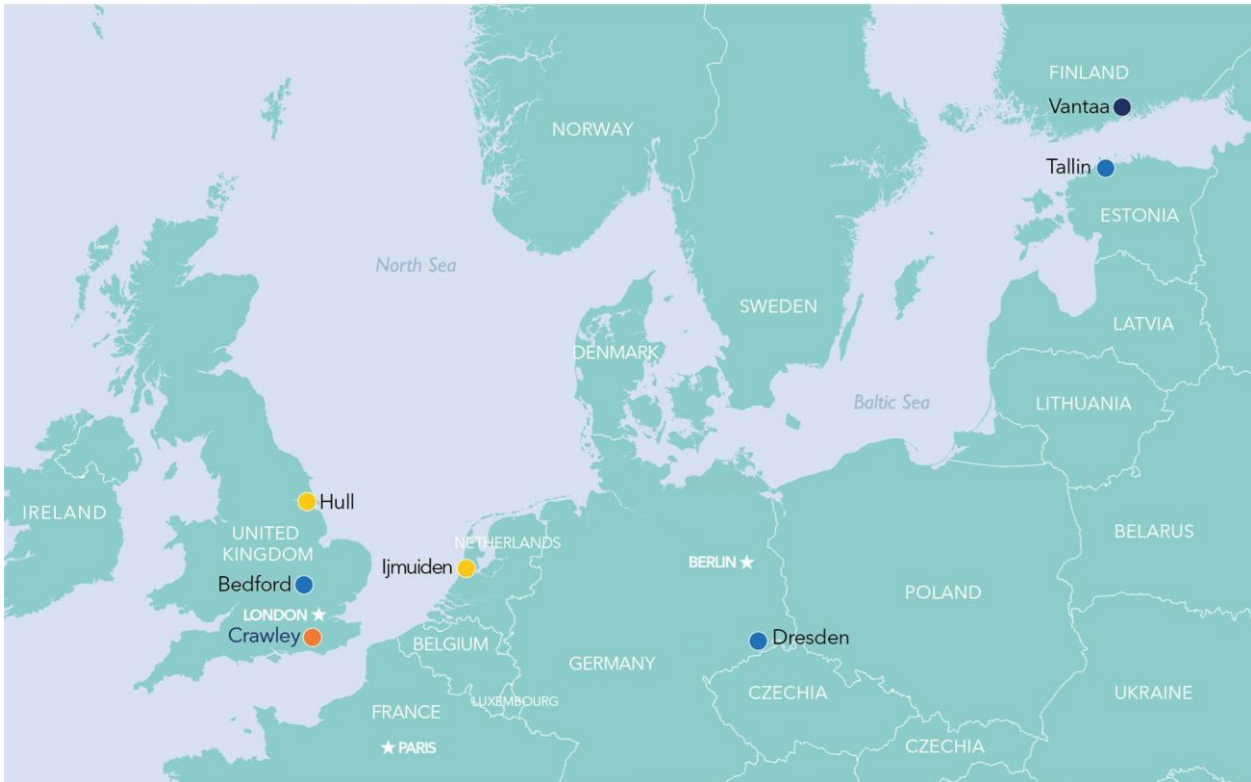 FINLAND
Vantaa
NORWAY
Tallin
ESTONIA
North Sea
SWEDEN
LATVIA
DENMARK
Baltic Sea
LITHUANIA
IRELAND
Hull
UNITED
KINGDOM
NETHERLANDS
BELARUS
Ijmuiden
BERLIN
Bedford
POLAND
LONDON
Crawley
BELGIUM
Dresden
GERMANY
CZECHIA
UKRAINE
LUXEMBOURG
FRANCE
PARIS
CZECHIA